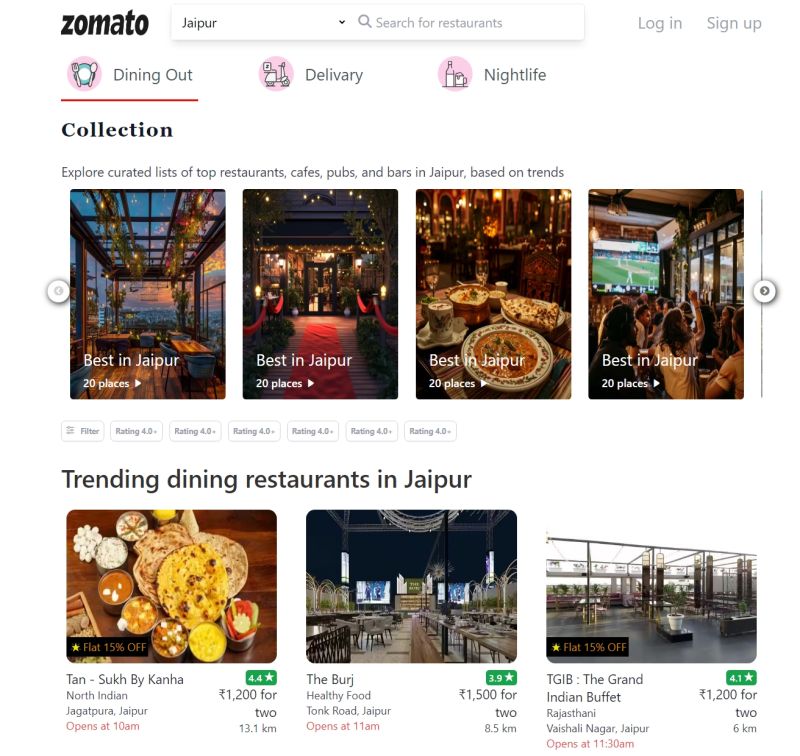 zomato
Jaipur
Search for restaurants
Log in
Sign up
Dining Out
Delivary
Nightlife
Collection
Explore curated lists of top restaurants, cafes, pubs, and bars in Jaipur, based on trends
Best in Jaipur
20 places
Best in Jaipur
20 places
Best in Jaipur
20 places
Best in Jaipur
20 places
Filter
Rating 4.0+
Rating 4.0+
Rating 4.0+
Rating 4.0+
Rating 4.0+
Rating 4.0+
Trending dining restaurants in Jaipur
★ Flat 15% OFF
Tan - Sukh By Kanha
4.4 ★
North Indian
₹1,200 for
two
Jagatpura, Jaipur
Opens at 10am
13.1 km
THE BURJ
The Burj
3.9 ★
Healthy Food
₹1,500 for
two
Tonk Road, Jaipur
Opens at 11am
8.5 km
★ Flat 15% OFF
TGIB : The Grand
Indian Buffet
4.1 ★
₹1,200 for
two
Rajasthani
Vaishali Nagar, Jaipur
6 km
Opens at 11:30am